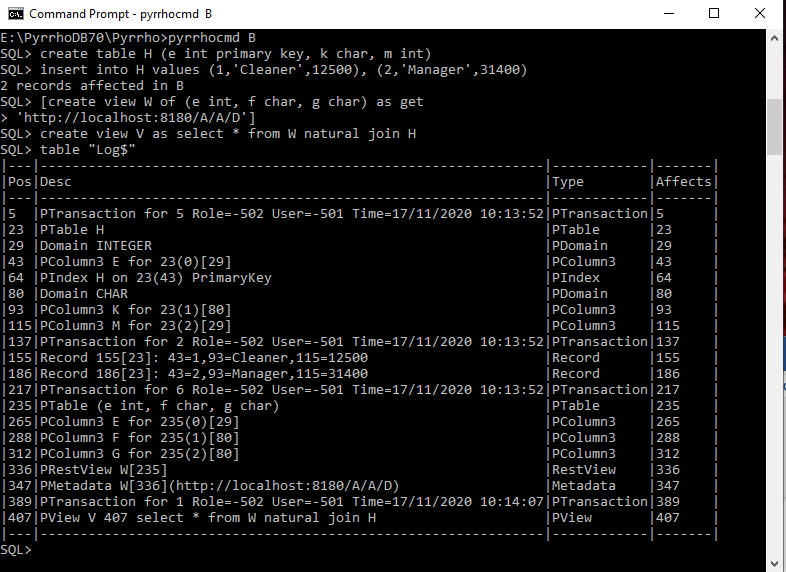 Command Prompt - pyrrhocmd B
E:\PyrrhoDB70\Pyrrho>pyrrhocmd B
SQL> create table H (e int primary key, k char, m int)
SQL> insert into H values (1,'Cleaner',12500), (2,'Manager',31400)
2 records affected in B
SQL> [create view W of (e int, f char, g char) as get
> 'http://localhost:8180/A/A/D']
SQL> create view V as select * from W natural join H
SQL> table "Log$"
|---|---------------------------------------------------------------|------------|-------|
|Pos|Desc                                                           |Type        |Affects|
|---|---------------------------------------------------------------|------------|-------|
|5  |PTransaction for 5 Role=-502 User=-501 Time=17/11/2020 10:13:52|PTransaction|5      |
|23 |PTable H                                                       |PTable      |23     |
|29 |Domain INTEGER                                                 |PDomain     |29     |
|43 |PColumn3 E for 23(0)[29]                                       |PColumn3    |43     |
|64 |PIndex H on 23(43) PrimaryKey                                  |PIndex      |64     |
|80 |Domain CHAR                                                    |PDomain     |80     |
|93 |PColumn3 K for 23(1)[80]                                       |PColumn3    |93     |
|115|PColumn3 M for 23(2)[29]                                       |PColumn3    |115    |
|137|PTransaction for 2 Role=-502 User=-501 Time=17/11/2020 10:13:52|PTransaction|137    |
|155|Record 155[23]: 43=1,93=Cleaner,115=12500                      |Record      |155    |
|186|Record 186[23]: 43=2,93=Manager,115=31400                      |Record      |186    |
|217|PTransaction for 6 Role=-502 User=-501 Time=17/11/2020 10:13:52|PTransaction|217    |
|235|PTable (e int, f char, g char)                                 |PTable      |235    |
|265|PColumn3 E for 235(0)[29]                                      |PColumn3    |265    |
|288|PColumn3 F for 235(1)[80]                                      |PColumn3    |288    |
|312|PColumn3 G for 235(2)[80]                                      |PColumn3    |312    |
|336|PRestView W[235]                                               |RestView    |336    |
|347|PMetadata W[336](http://localhost:8180/A/A/D)                  |Metadata    |347    |
|389|PTransaction for 1 Role=-502 User=-501 Time=17/11/2020 10:14:07|PTransaction|389    |
|407|PView V 407 select * from W natural join H                     |PView       |407    |
|---|---------------------------------------------------------------|------------|-------|
SQL>